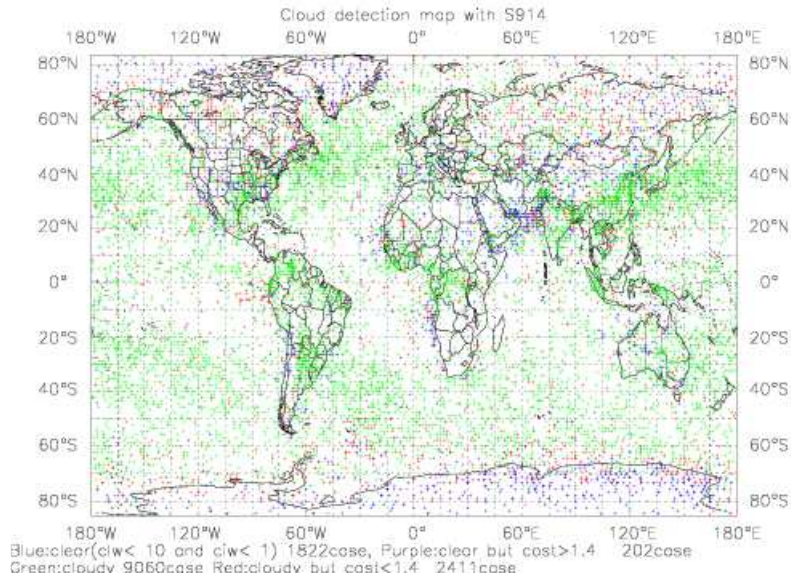 Cloud detection map with S914
180°W 120°W 60°W 0° 60°E 120°E 180°E
80°N 80°N
60°N 60°N
40°N 40°N
20°N 20°N
0° 0°
20°S 20°S
40°S 40°S
60°S 60°S
80°S 80°S
180°W 120°W 60°W 0° 60°E 120°E 180°E
Blue:clear(clw< 10 and ciw< 1) 1822case, Purple:clear but cost>1.4 202case
Green:cloudy 9060case Red:cloudy but cost<1.4 2411case